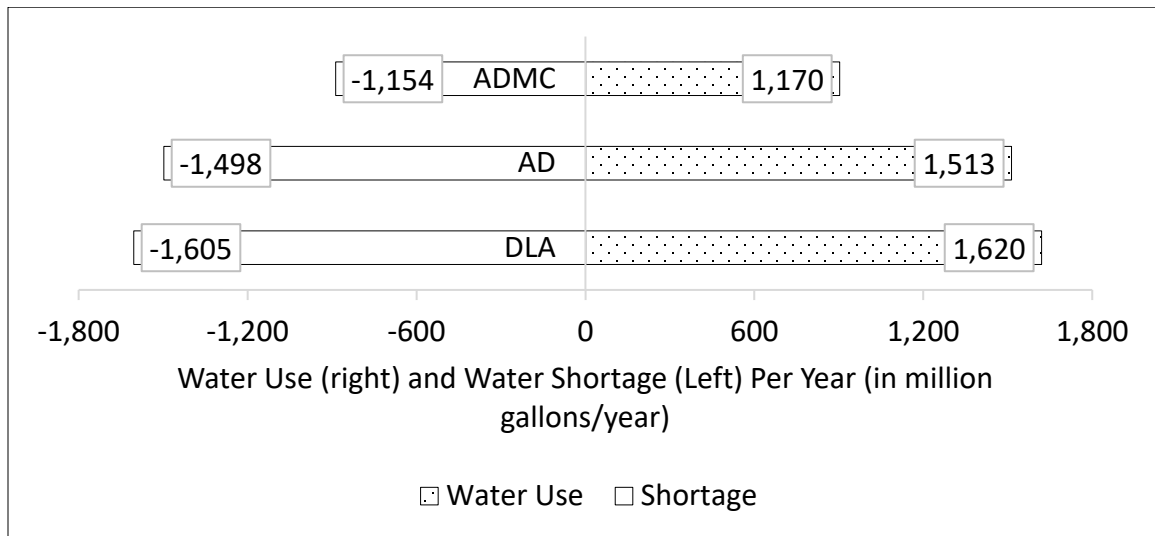 -1,154 ADMC 1,170
-1,498 AD 1,513
-1,605 DLA 1,620
-1,800 -1,200 -600 0 600 1,200 1,800
Water Use (right) and Water Shortage (Left) Per Year (in million
gallons/year)
Water Use Shortage